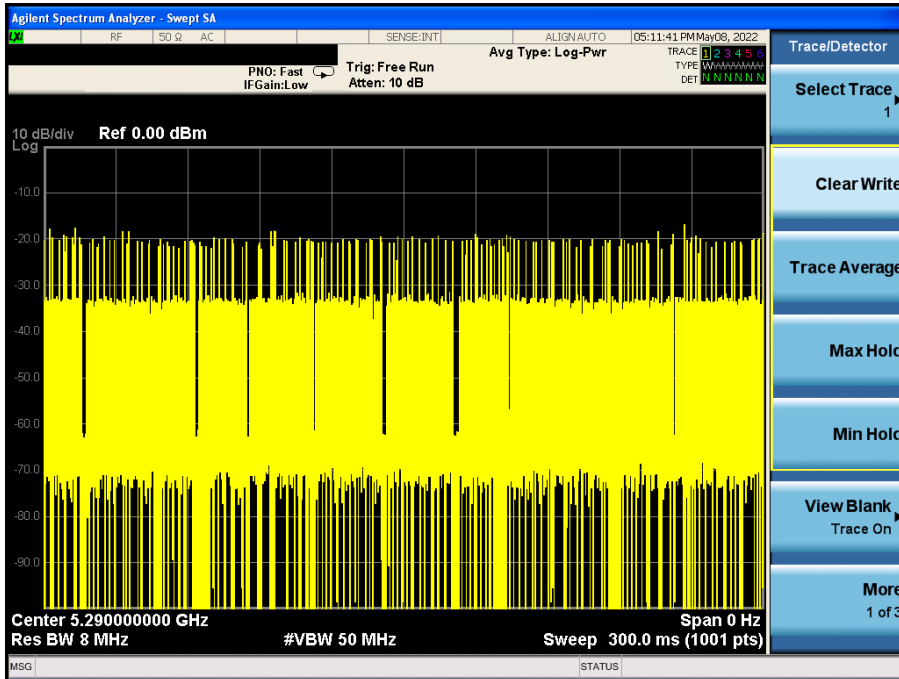 Agilent Spectrum Analyzer - Swept SA
LXI RF 50 Ω AC SENSE:INT ALIGN AUTO 05:11:41 PM May 08, 2022
Avg Type: Log-Pwr
TRACE 1 2 3 4 5 6
PNO: Fast Trig: Free Run
TYPE WWWWWW
IFGain:Low Atten: 10 dB
DET N N N N N N
10 dB/div Ref 0.00 dBm
Log
-10.0
-20.0
-30.0
-40.0
-50.0
-60.0
-70.0
-80.0
-90.0
Center 5.290000000 GHz Span 0 Hz
Res BW 8 MHz #VBW 50 MHz Sweep 300.0 ms (1001 pts)
MSG STATUS
Trace/Detector
Select Trace
1
Clear Write
Trace Average
Max Hold
Min Hold
View Blank
Trace On
More
1 of 3